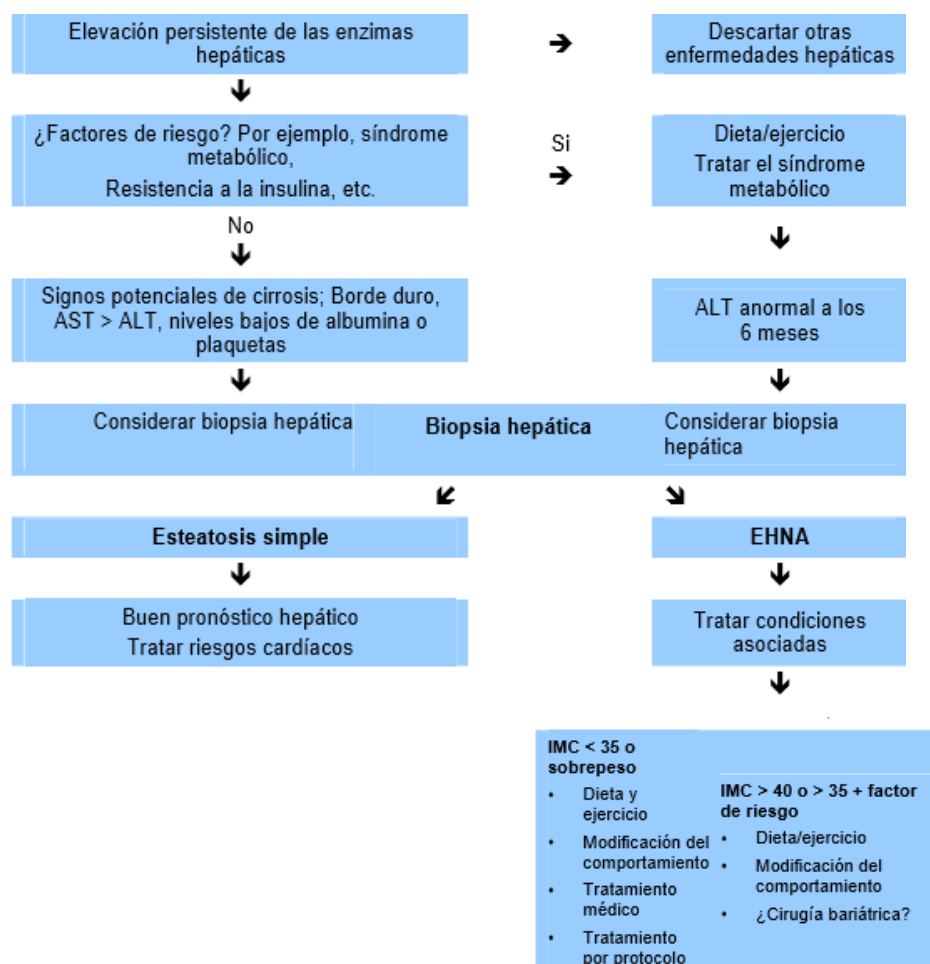 Elevación persistente de las enzimas
hepáticas
➔
Descartar otras
enfermedades hepáticas
¿Factores de riesgo? Por ejemplo, síndrome
metabólico,
Resistencia a la insulina, etc.
Si
Dieta/ejercicio
Tratar el síndrome
metabólico
No
Signos potenciales de cirrosis; Borde duro,
AST > ALT, niveles bajos de albumina o
plaquetas
ALT anormal a los
6 meses
Considerar biopsia hepática
Biopsia hepática
Considerar biopsia
hepática
Esteatosis simple
EHNA
Buen pronóstico hepático
Tratar riesgos cardíacos
Tratar condiciones
asociadas
IMC < 35 o
sobrepeso
• Dieta y
ejercicio
• Modificación del
comportamiento
• Tratamiento
médico
• Tratamiento
por protocolo
IMC > 40 o > 35 + factor
de riesgo
• Dieta/ejercicio
• Modificación del
comportamiento
• ¿Cirugía bariátrica?